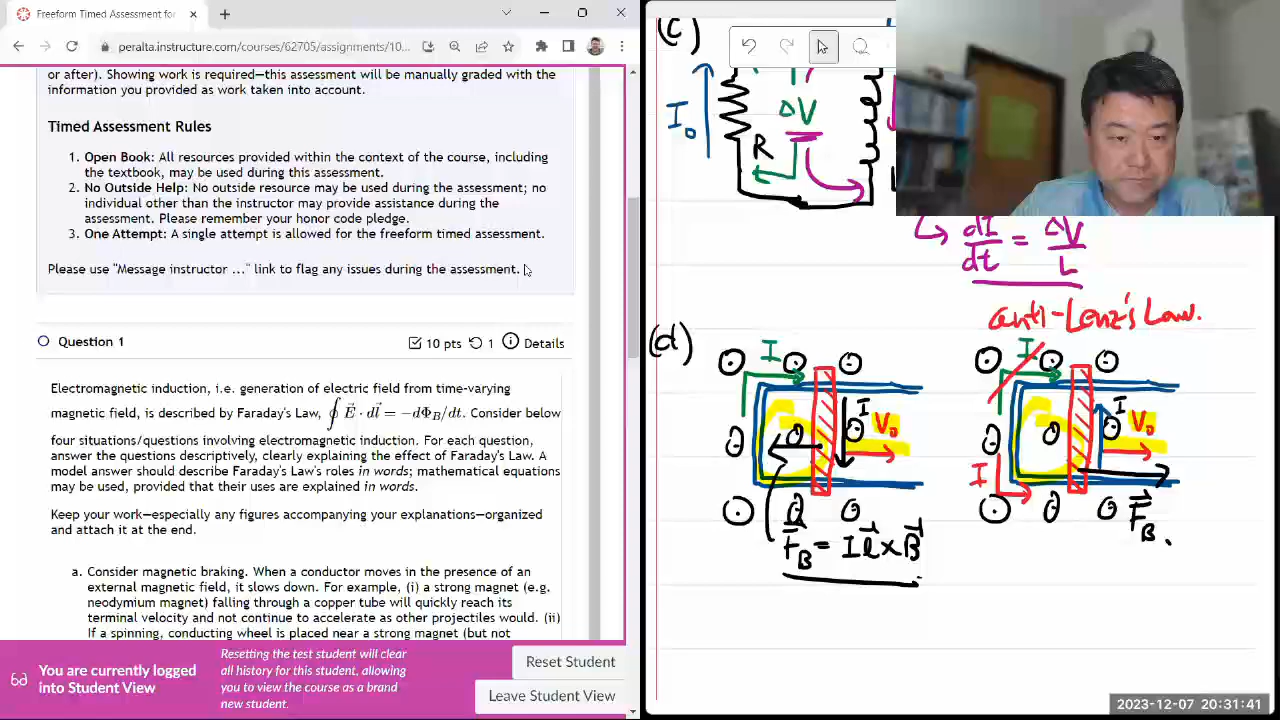 Freeform Timed Assessment for
peralta.instructure.com/courses/62705/assignments/10...
or after). Showing work is required—this assessment will be manually graded with the
information you provided as work taken into account.
Timed Assessment Rules
1. Open Book: All resources provided within the context of the course, including
the textbook, may be used during this assessment.
2. No Outside Help: No outside resource may be used during the assessment; no
individual other than the instructor may provide assistance during the
assessment. Please remember your honor code pledge.
3. One Attempt: A single attempt is allowed for the freeform timed assessment.
Please use "Message instructor ..." link to flag any issues during the assessment.
Question 1
10 pts
1
Details
Electromagnetic induction, i.e. generation of electric field from time-varying
magnetic field, is described by Faraday's Law, ∮ E⃗ · dl⃗ = −dΦ_B/dt. Consider below
four situations/questions involving electromagnetic induction. For each question,
answer the questions descriptively, clearly explaining the effect of Faraday's Law. A
model answer should describe Faraday's Law's roles in words; mathematical equations
may be used, provided that their uses are explained in words.
Keep your work—especially any figures accompanying your explanations—organized
and attach it at the end.
a. Consider magnetic braking. When a conductor moves in the presence of an
external magnetic field, it slows down. For example, (i) a strong magnet (e.g.
neodymium magnet) falling through a copper tube will quickly reach its
terminal velocity and not continue to accelerate as other projectiles would. (ii)
If a spinning, conducting wheel is placed near a strong magnet (but not
You are currently logged
into Student View
Resetting the test student will clear
all history for this student, allowing
you to view the course as a brand
new student.
Reset Student
Leave Student View
(c)
I₀
ΔV
R
dI/dt = ΔV/L
anti-Lenz's Law.
(d)
I
I
V₀
F⃗_B = I l⃗ × B⃗
I
I
V₀
I
F⃗_B.
2023-12-07 20:31:41